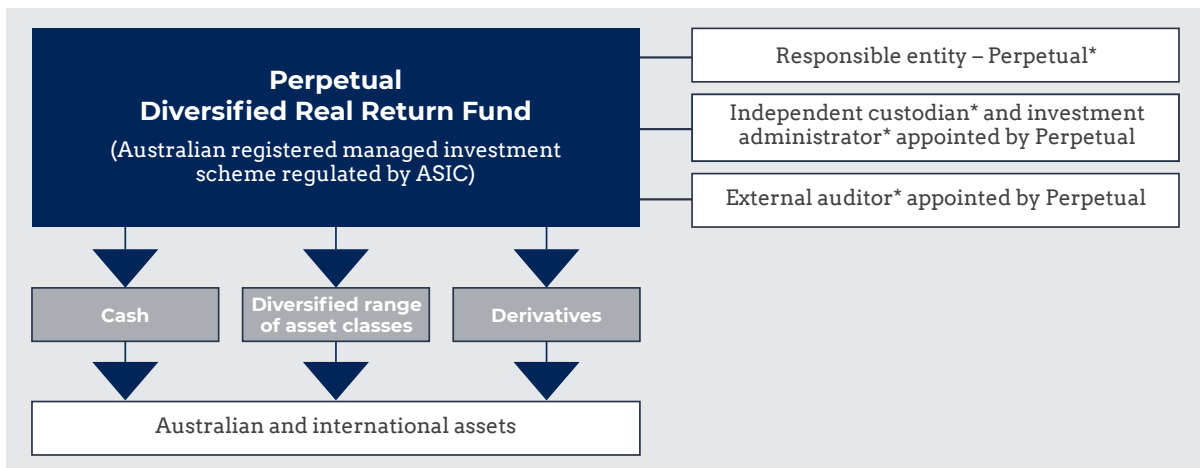 Perpetual
Diversified Real Return Fund
(Australian registered managed investment
scheme regulated by ASIC)
Responsible entity – Perpetual*
Independent custodian* and investment
administrator* appointed by Perpetual
External auditor* appointed by Perpetual
Cash
Diversified range
of asset classes
Derivatives
Australian and international assets